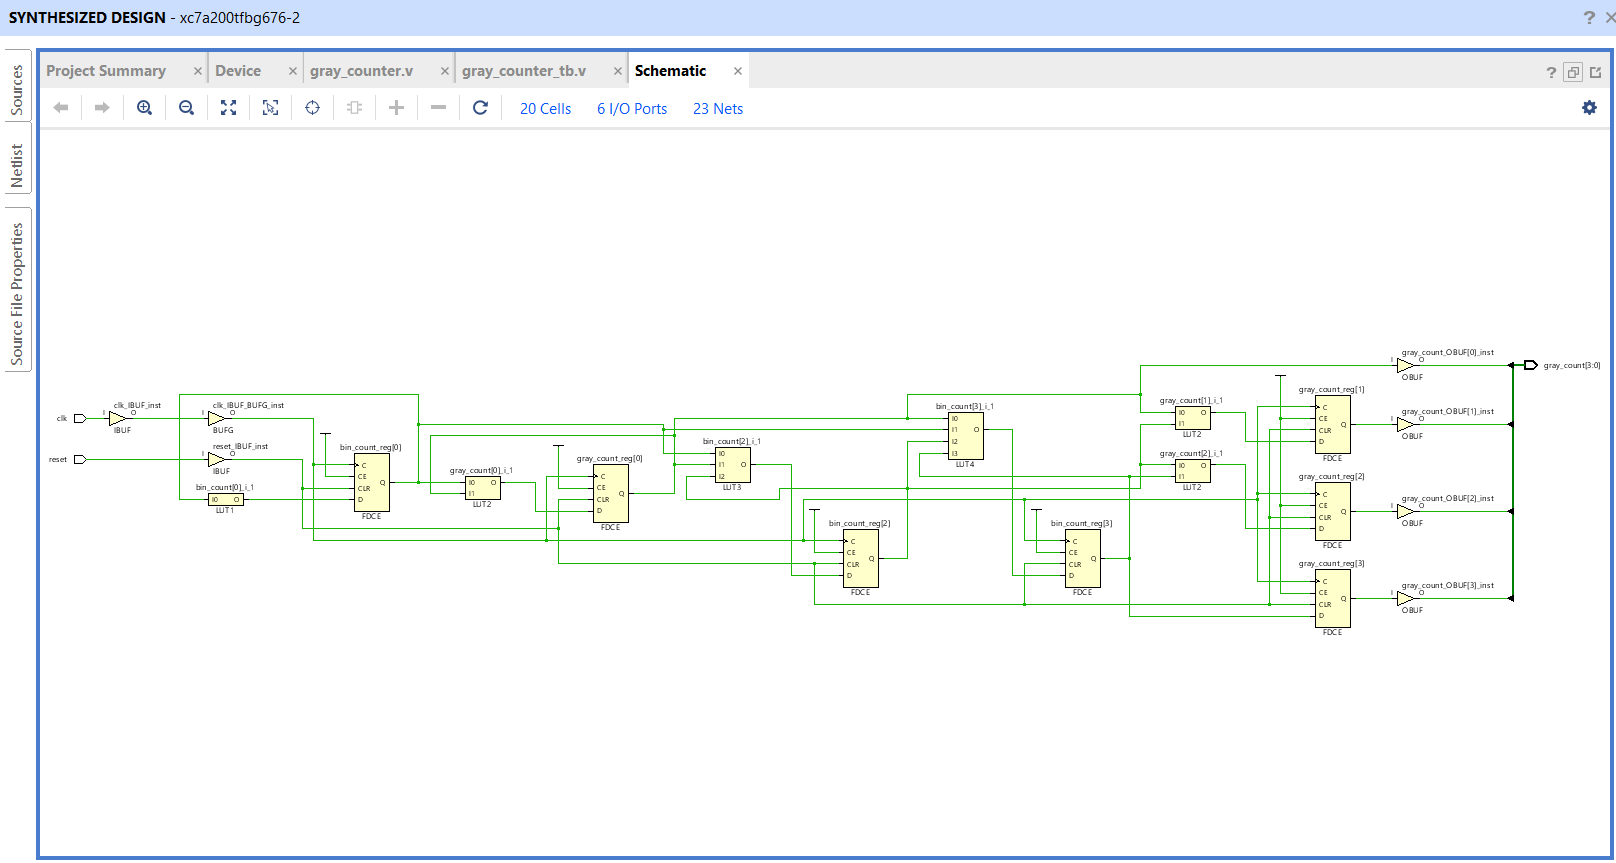 SYNTHESIZED DESIGN - xc7a200tfbg676-2
Sources
Netlist
Source File Properties
Project Summary
Device
gray_counter.v
gray_counter_tb.v
Schematic
20 Cells
6 I/O Ports
23 Nets
clk
clk_IBUF_inst
I
O
IBUF
clk_IBUF_BUFG_inst
I
O
BUFG
reset
reset_IBUF_inst
I
O
IBUF
bin_count[0]_i_1
I0
O
LUT1
bin_count_reg[0]
C
CE
CLR
D
Q
FDCE
gray_count[0]_i_1
I0
I1
O
LUT2
gray_count_reg[0]
C
CE
CLR
D
Q
FDCE
bin_count[2]_i_1
I0
I1
I2
O
LUT3
bin_count_reg[2]
C
CE
CLR
D
Q
FDCE
bin_count[3]_i_1
I0
I1
I2
I3
O
LUT4
bin_count_reg[3]
C
CE
CLR
D
Q
FDCE
gray_count[1]_i_1
I0
I1
O
LUT2
gray_count[2]_i_1
I0
I1
O
LUT2
gray_count_reg[1]
C
CE
CLR
D
Q
FDCE
gray_count_reg[2]
C
CE
CLR
D
Q
FDCE
gray_count_reg[3]
C
CE
CLR
D
Q
FDCE
gray_count_OBUF[0]_inst
I
O
OBUF
gray_count_OBUF[1]_inst
I
O
OBUF
gray_count_OBUF[2]_inst
I
O
OBUF
gray_count_OBUF[3]_inst
I
O
OBUF
gray_count[3:0]